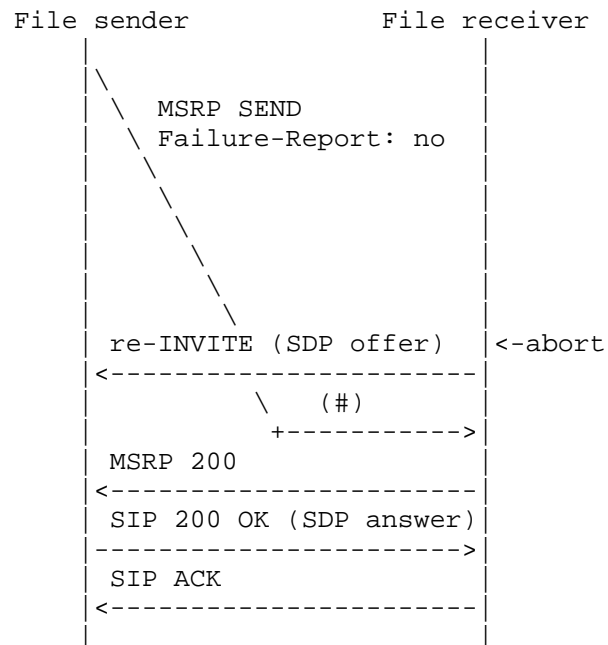 File sender File receiver
MSRP SEND
Failure-Report: no
re-INVITE (SDP offer) <-abort
(#)
MSRP 200
SIP 200 OK (SDP answer)
SIP ACK